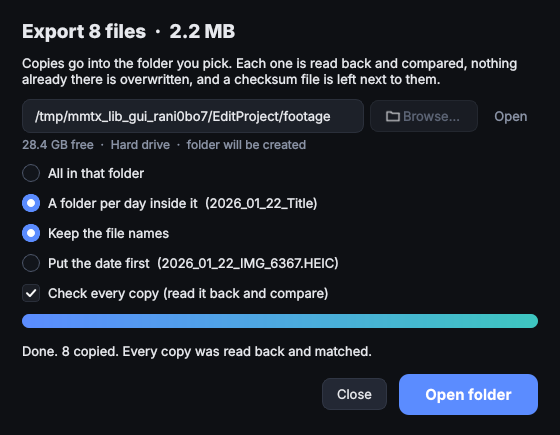 Export 8 files · 2.2 MB
Copies go into the folder you pick. Each one is read back and compared, nothing
already there is overwritten, and a checksum file is left next to them.
/tmp/mmtx_lib_gui_rani0bo7/EditProject/footage
Browse...
Open
28.4 GB free · Hard drive · folder will be created
All in that folder
A folder per day inside it (2026_01_22_Title)
Keep the file names
Put the date first (2026_01_22_IMG_6367.HEIC)
Check every copy (read it back and compare)
Done. 8 copied. Every copy was read back and matched.
Close
Open folder